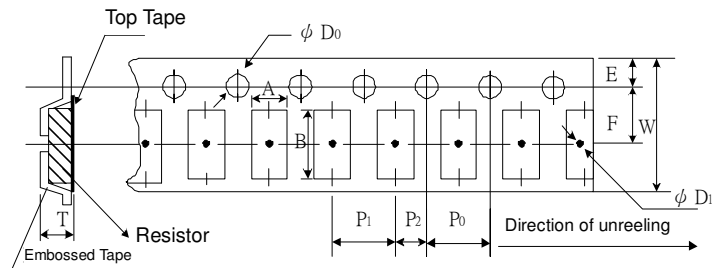 Top Tape
ϕ D0
E
A
F
W
B
ϕ D1
T
P1
P2
P0
Direction of unreeling
Resistor
Embossed Tape